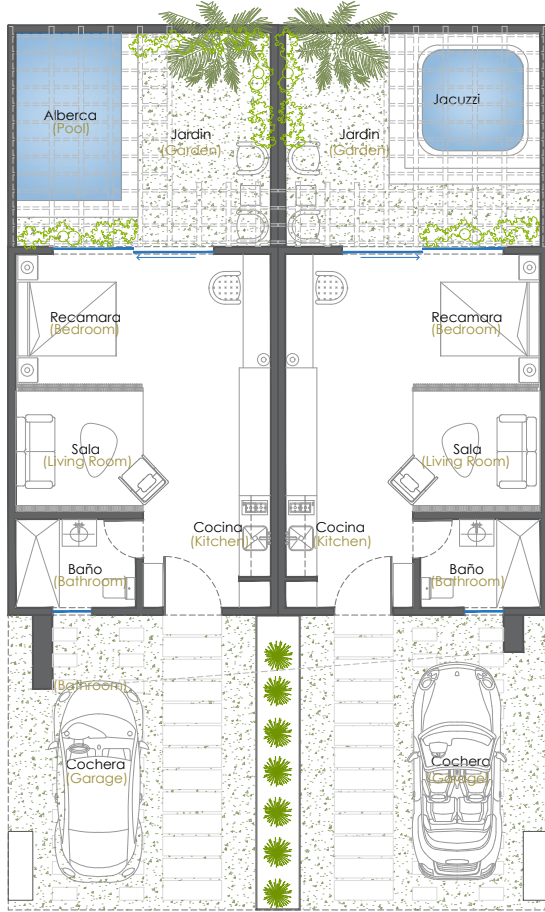 Alberca
(Pool)
Jardin
(Garden)
Jardin
(Garden)
Jacuzzi
Recamara
(Bedroom)
Recamara
(Bedroom)
Sala
(Living Room)
Sala
(Living Room)
Cocina
(Kitchen)
Cocina
(Kitchen)
Baño
(Bathroom)
Baño
(Bathroom)
(Bathroom)
Cochera
(Garage)
Cochera
(Garage)